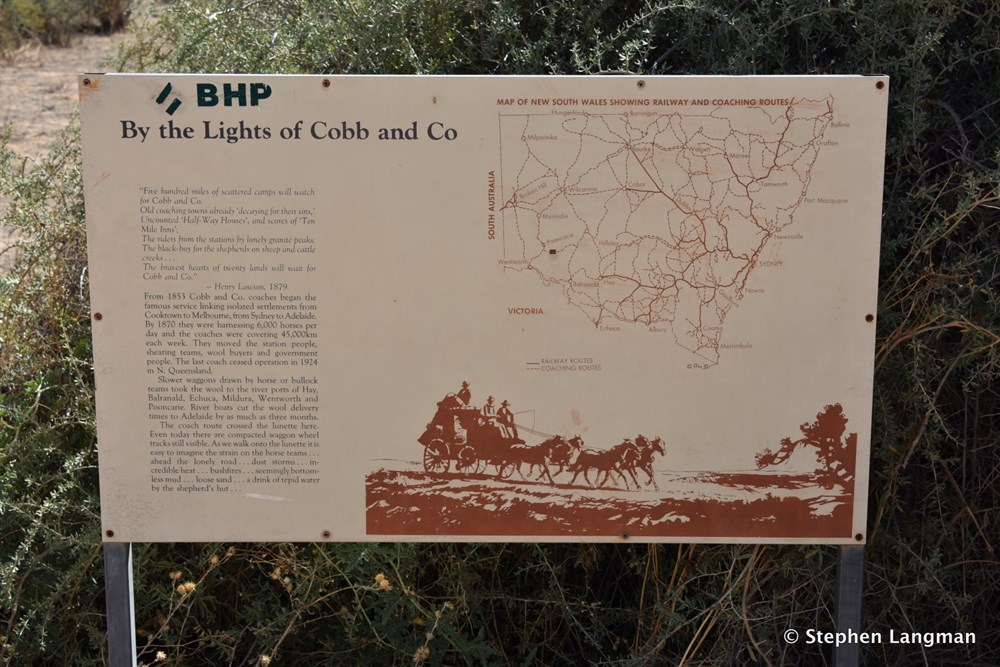 BHP
By the Lights of Cobb and Co
"Five hundred miles of scattered camps will watch
for Cobb and Co.
Old coaching towns already 'decaying for their sins,'
Uncounted 'Half-Way Houses', and scores of 'Ten
Mile Inns';
The riders from the stations by lonely granite peaks;
The black-boy for the shepherds on sheep and cattle
creeks . . .
The bravest hearts of twenty lands will wait for
Cobb and Co."
– Henry Lawson, 1879.
From 1853 Cobb and Co. coaches began the
famous service linking isolated settlements from
Cooktown to Melbourne, from Sydney to Adelaide.
By 1870 they were harnessing 6,000 horses per
day and the coaches were covering 45,000km
each week. They moved the station people,
shearing teams, wool buyers and government
people. The last coach ceased operation in 1924
in N. Queensland.
Slower waggons drawn by horse or bullock
teams took the wool to the river ports of Hay,
Balranald, Echuca, Mildura, Wentworth and
Pooncarie. River boats cut the wool delivery
times to Adelaide by as much as three months.
The coach route crossed the lunette here.
Even today there are compacted waggon wheel
tracks still visible. As we walk onto the lunette it is
easy to imagine the strain on the horse teams . . .
ahead the lonely road . . . dust storms . . . in-
credible heat . . . bushfires . . . seemingly bottom-
less mud . . . loose sand . . . a drink of tepid water
by the shepherd's hut . . .
MAP OF NEW SOUTH WALES SHOWING RAILWAY AND COACHING ROUTES
Hungerford
Barringun
Ballina
Milparinka
Grafton
Moree
SOUTH AUSTRALIA
Broken Hill
Wilcannia
Cobar
Tamworth
Port Macquarie
Menindie
Newcastle
Pooncarie
Hillston
Wentworth
SYDNEY
Balranald
Hay
Nowra
VICTORIA
Echuca
Albury
Cooma
Merrimbula
RAILWAY ROUTES
COACHING ROUTES
© Stephen Langman